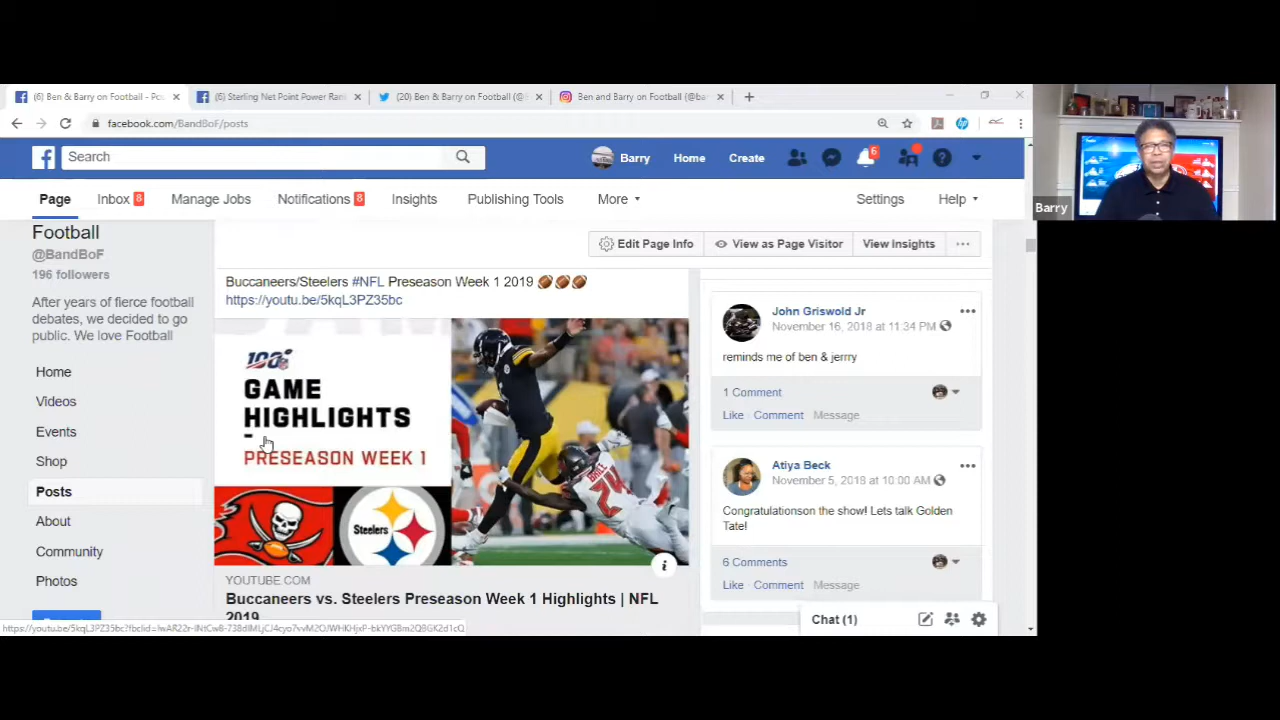 (6) Ben & Barry on Football - Pos
(6) Sterling Net Point Power Rank
(20) Ben & Barry on Football (@
Ben and Barry on Football (@ba
facebook.com/BandBoF/posts
Search
Barry
Home
Create
6
Page
Inbox 8
Manage Jobs
Notifications 8
Insights
Publishing Tools
More
Settings
Help
Barry
Football
@BandBoF
196 followers
After years of fierce football
debates, we decided to go
public. We love Football
Home
Videos
Events
Shop
Posts
About
Community
Photos
Edit Page Info
View as Page Visitor
View Insights
Buccaneers/Steelers #NFL Preseason Week 1 2019
https://youtu.be/5kqL3PZ35bc
100
GAME
HIGHLIGHTS
-
PRESEASON WEEK 1
Steelers
24
YOUTUBE.COM
Buccaneers vs. Steelers Preseason Week 1 Highlights | NFL
2019
John Griswold Jr
November 16, 2018 at 11:34 PM
reminds me of ben & jerrry
1 Comment
Like Comment Message
Atiya Beck
November 5, 2018 at 10:00 AM
Congratulationson the show! Lets talk Golden
Tate!
6 Comments
Like Comment Message
Chat (1)